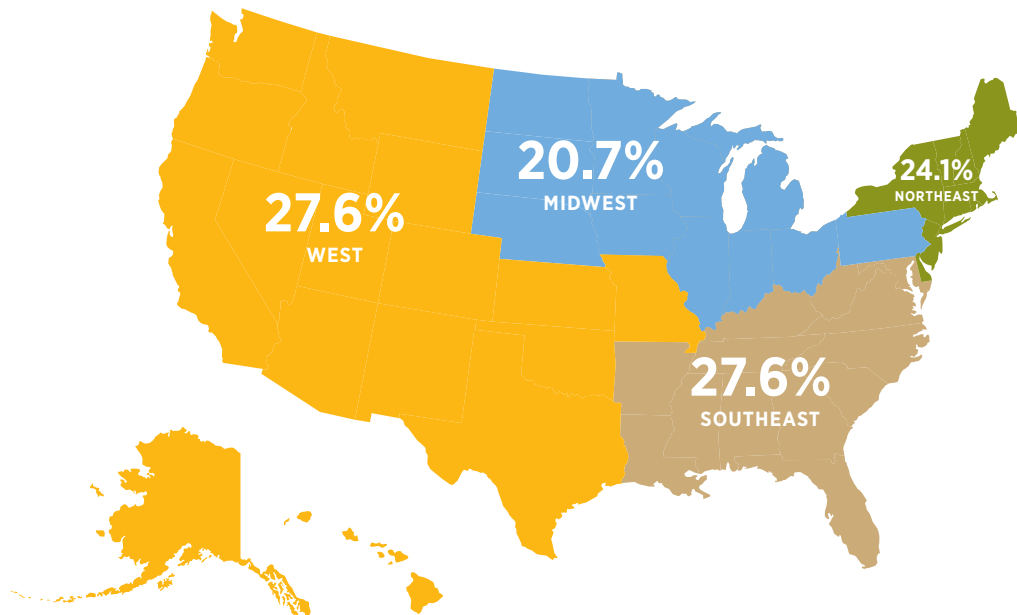 27.6%
WEST
20.7%
MIDWEST
24.1%
NORTHEAST
27.6%
SOUTHEAST